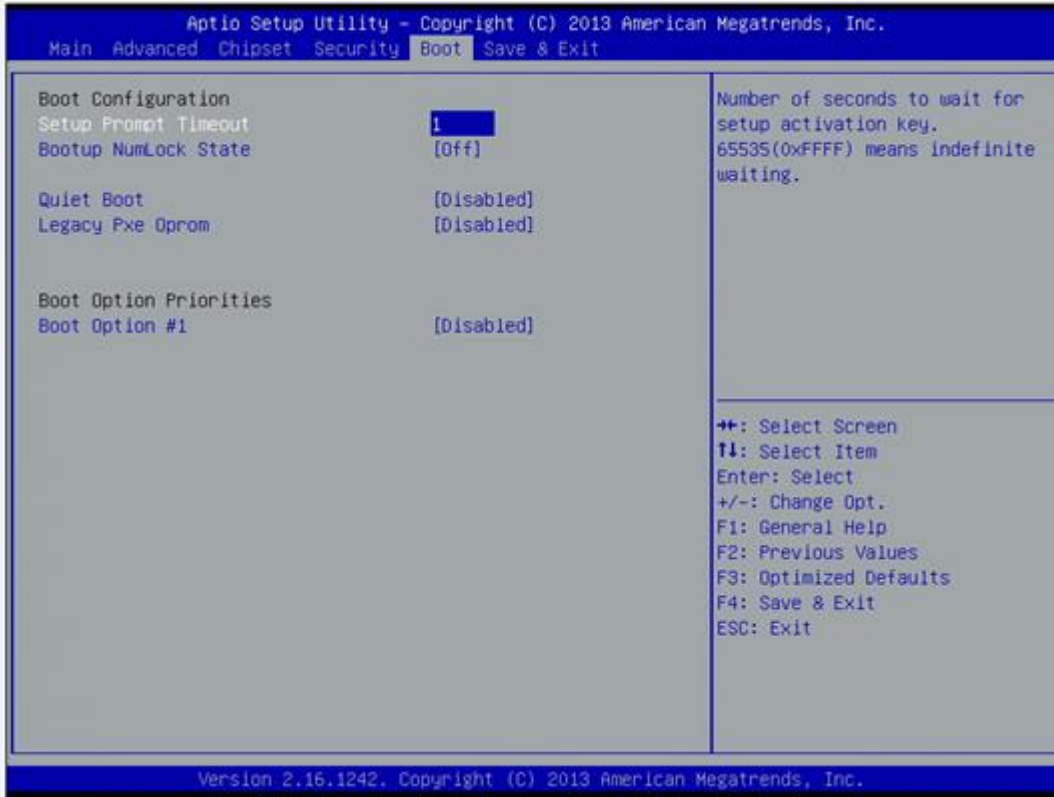 Aptio Setup Utility – Copyright (C) 2013 American Megatrends, Inc.
Main Advanced Chipset Security Boot Save & Exit
Boot Configuration
Setup Prompt Timeout 1
Bootup NumLock State [Off]
Quiet Boot [Disabled]
Legacy Pxe Oprom [Disabled]
Boot Option Priorities
Boot Option #1 [Disabled]
Number of seconds to wait for
setup activation key.
65535(0xFFFF) means indefinite
waiting.
→←: Select Screen
↑↓: Select Item
Enter: Select
+/-: Change Opt.
F1: General Help
F2: Previous Values
F3: Optimized Defaults
F4: Save & Exit
ESC: Exit
Version 2.16.1242. Copyright (C) 2013 American Megatrends, Inc.